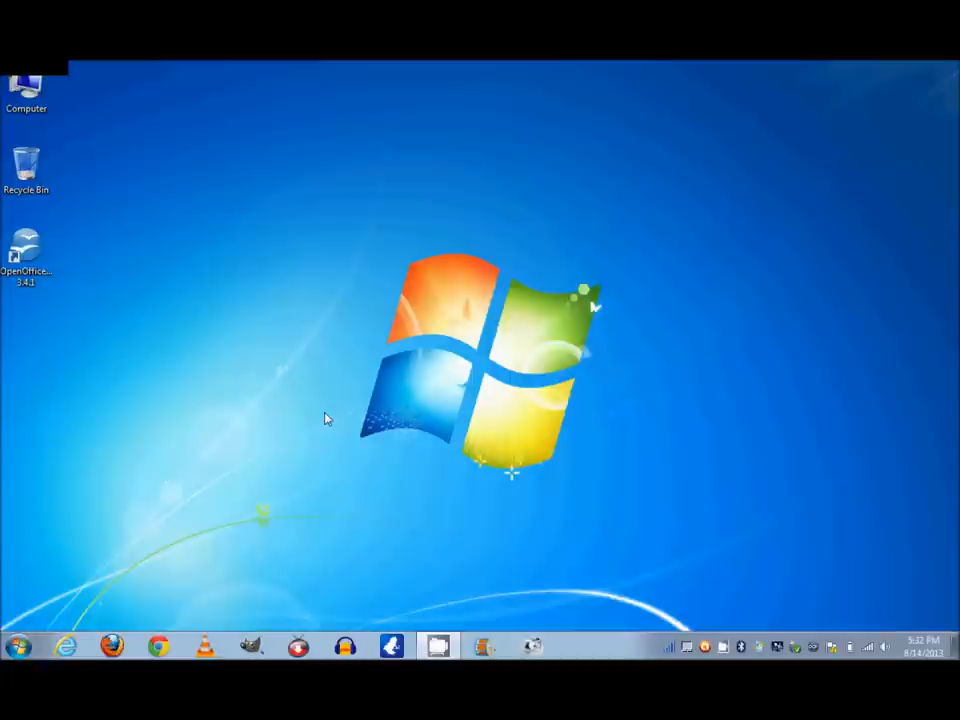 Computer
Recycle Bin
OpenOffice...
3.4.1
5:32 PM
8/14/2013